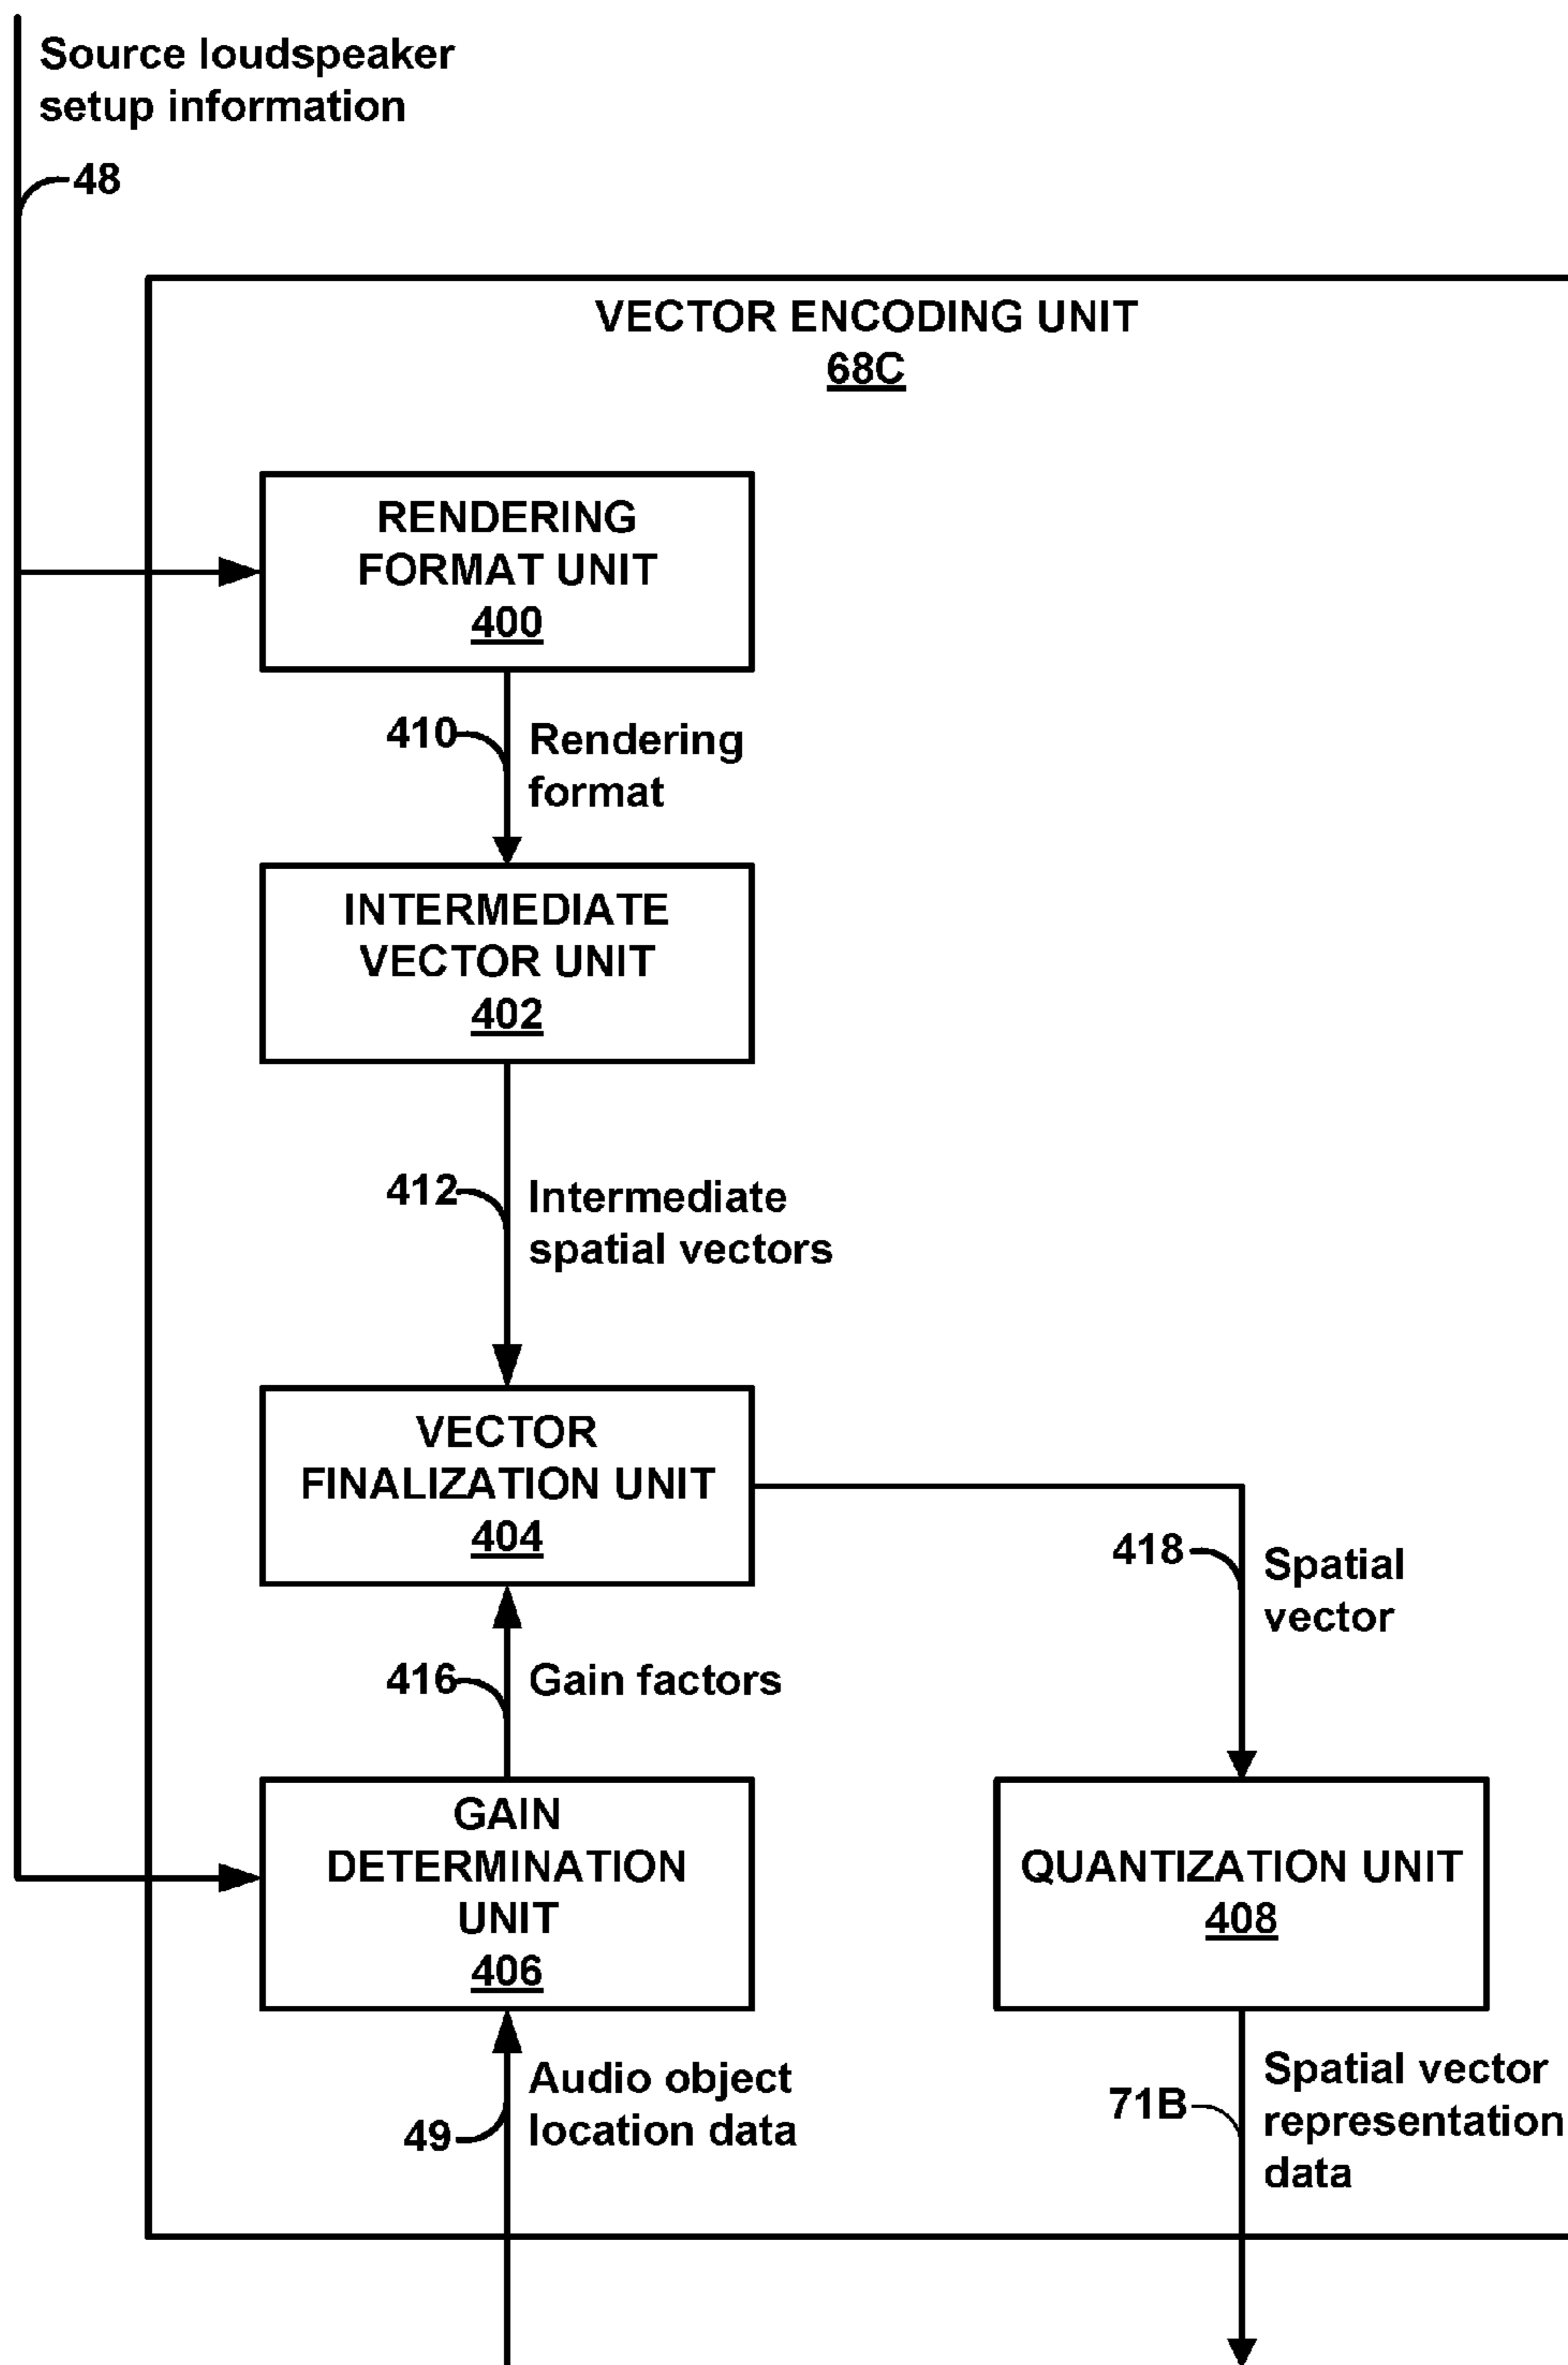 Source loudspeaker
setup information
48
VECTOR ENCODING UNIT
68C
RENDERING
FORMAT UNIT
400
410
Rendering
format
INTERMEDIATE
VECTOR UNIT
402
412
Intermediate
spatial vectors
VECTOR
FINALIZATION UNIT
404
418
Spatial
vector
416
Gain factors
GAIN
DETERMINATION
UNIT
406
QUANTIZATION UNIT
408
49
Audio object
location data
71B
Spatial vector
representation
data